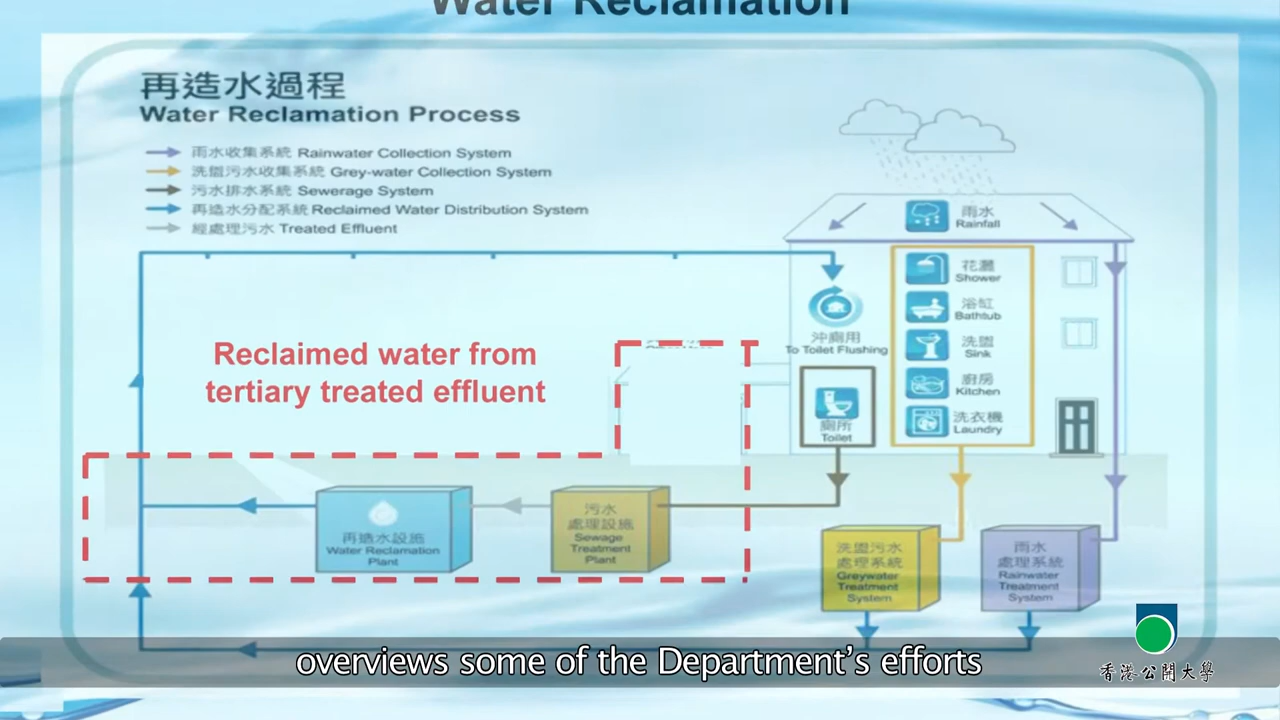 Water Reclamation
再造水過程
Water Reclamation Process
雨水收集系統 Rainwater Collection System
洗盥污水收集系統 Grey-water Collection System
污水排水系統 Sewerage System
再造水分配系統 Reclaimed Water Distribution System
經處理污水 Treated Effluent
雨水
Rainfall
花灑
Shower
浴缸
Bathtub
洗盥
Sink
廚房
Kitchen
洗衣機
Laundry
沖廁用
To Toilet Flushing
廁所
Toilet
Reclaimed water from
tertiary treated effluent
再造水設施
Water Reclamation
Plant
污水
處理設施
Sewage
Treatment
Plant
洗盥污水
處理系統
Greywater
Treatment
System
雨水
處理系統
Rainwater
Treatment
System
overviews some of the Department's efforts
香港公開大學